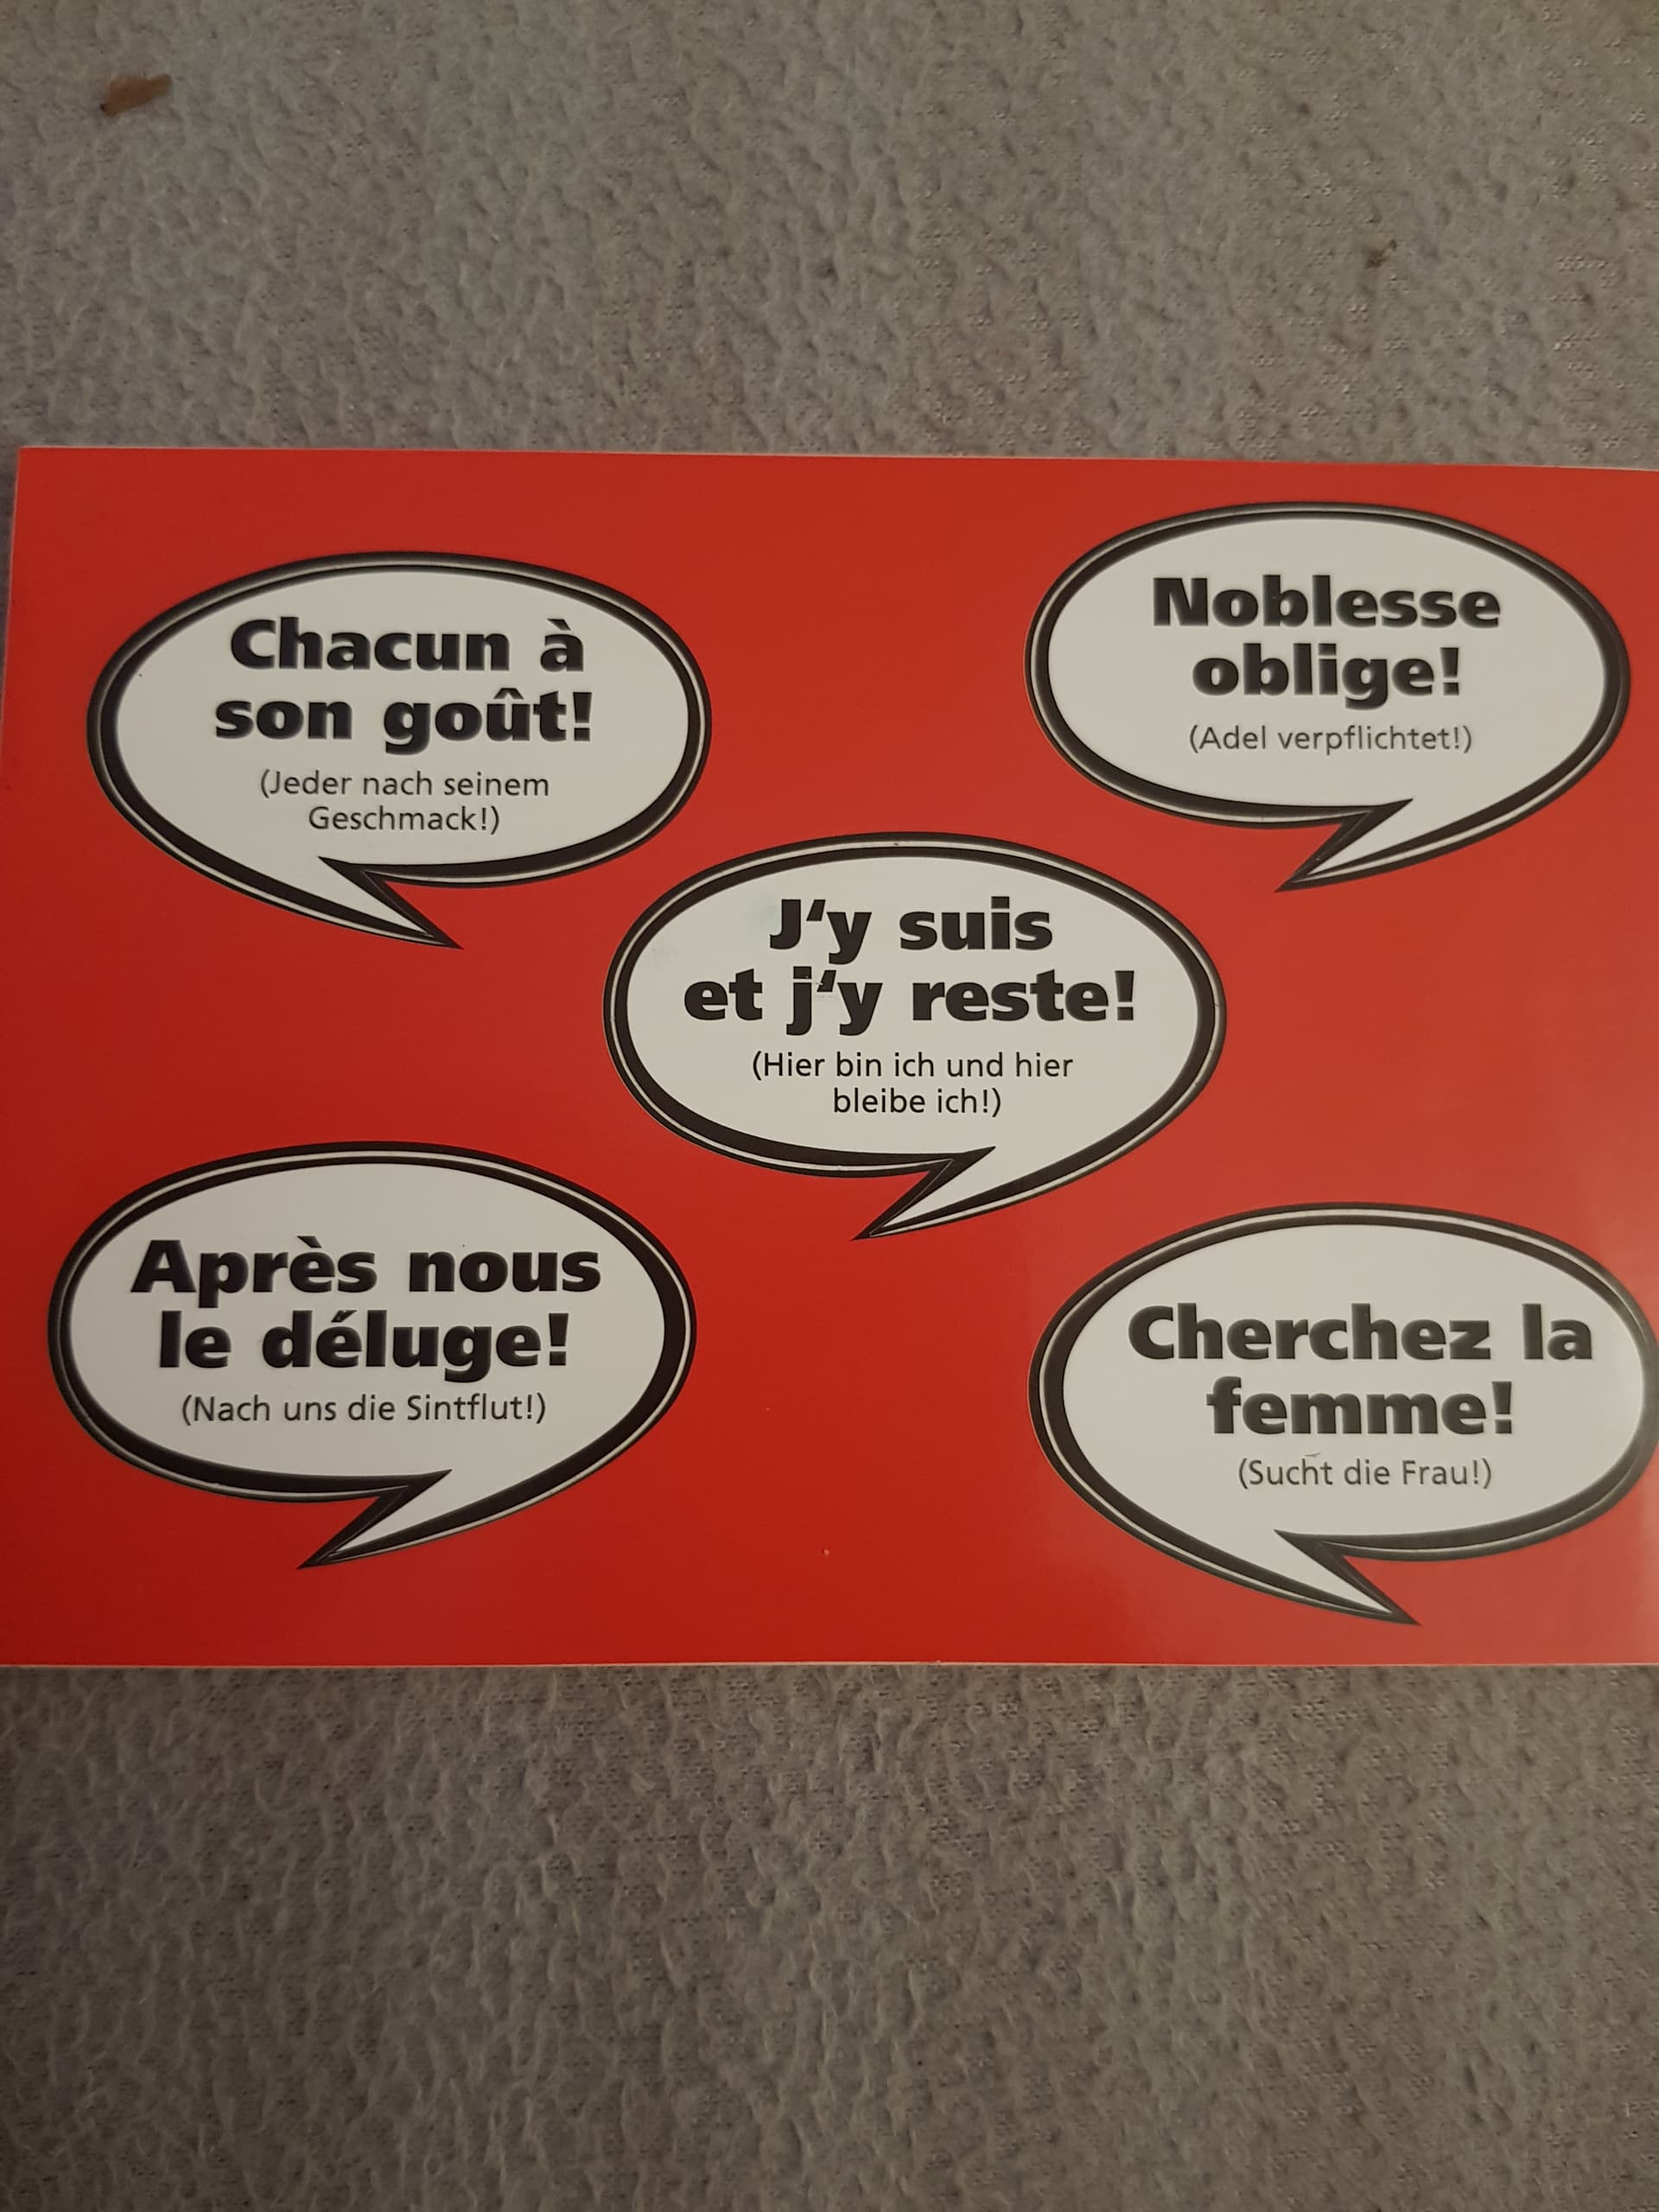 Chacun à
son goût!
(Jeder nach seinem
Geschmack!)
Noblesse
oblige!
(Adel verpflichtet!)
J‘y suis
et j‘y reste!
(Hier bin ich und hier
bleibe ich!)
Après nous
le déluge!
(Nach uns die Sintflut!)
Cherchez la
femme!
(Sucht die Frau!)